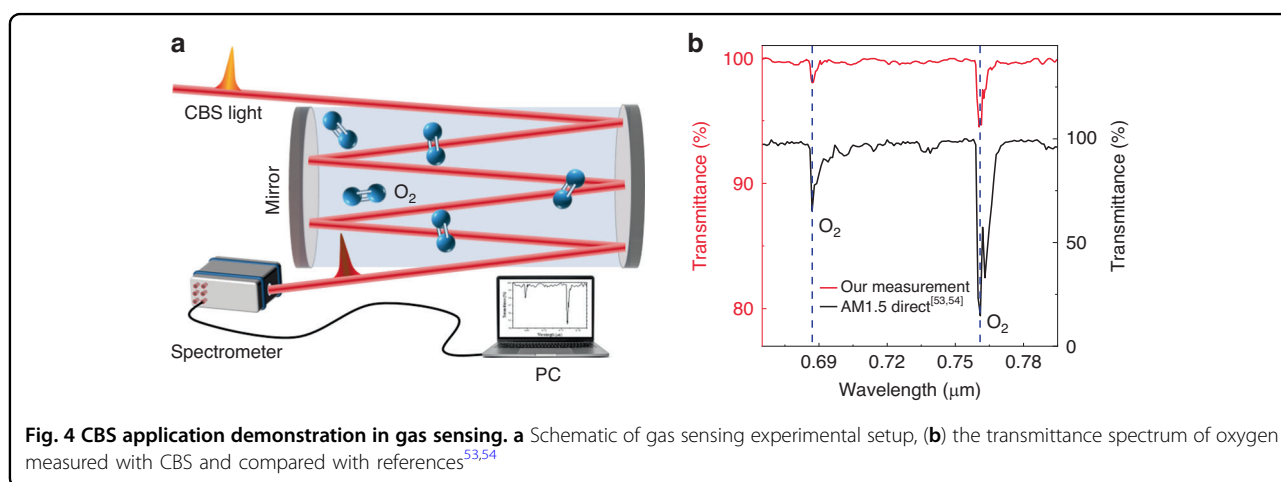 a
CBS light
Mirror
O2
Spectrometer
PC
b
100
90
80
Transmittance (%)
O2
O2
Our measurement
AM1.5 direct[53,54]
100
50
0
Transmittance (%)
0.69 0.72 0.75 0.78
Wavelength (μm)
Fig. 4 CBS application demonstration in gas sensing. a Schematic of gas sensing experimental setup, (b) the transmittance spectrum of oxygen
measured with CBS and compared with references53,54